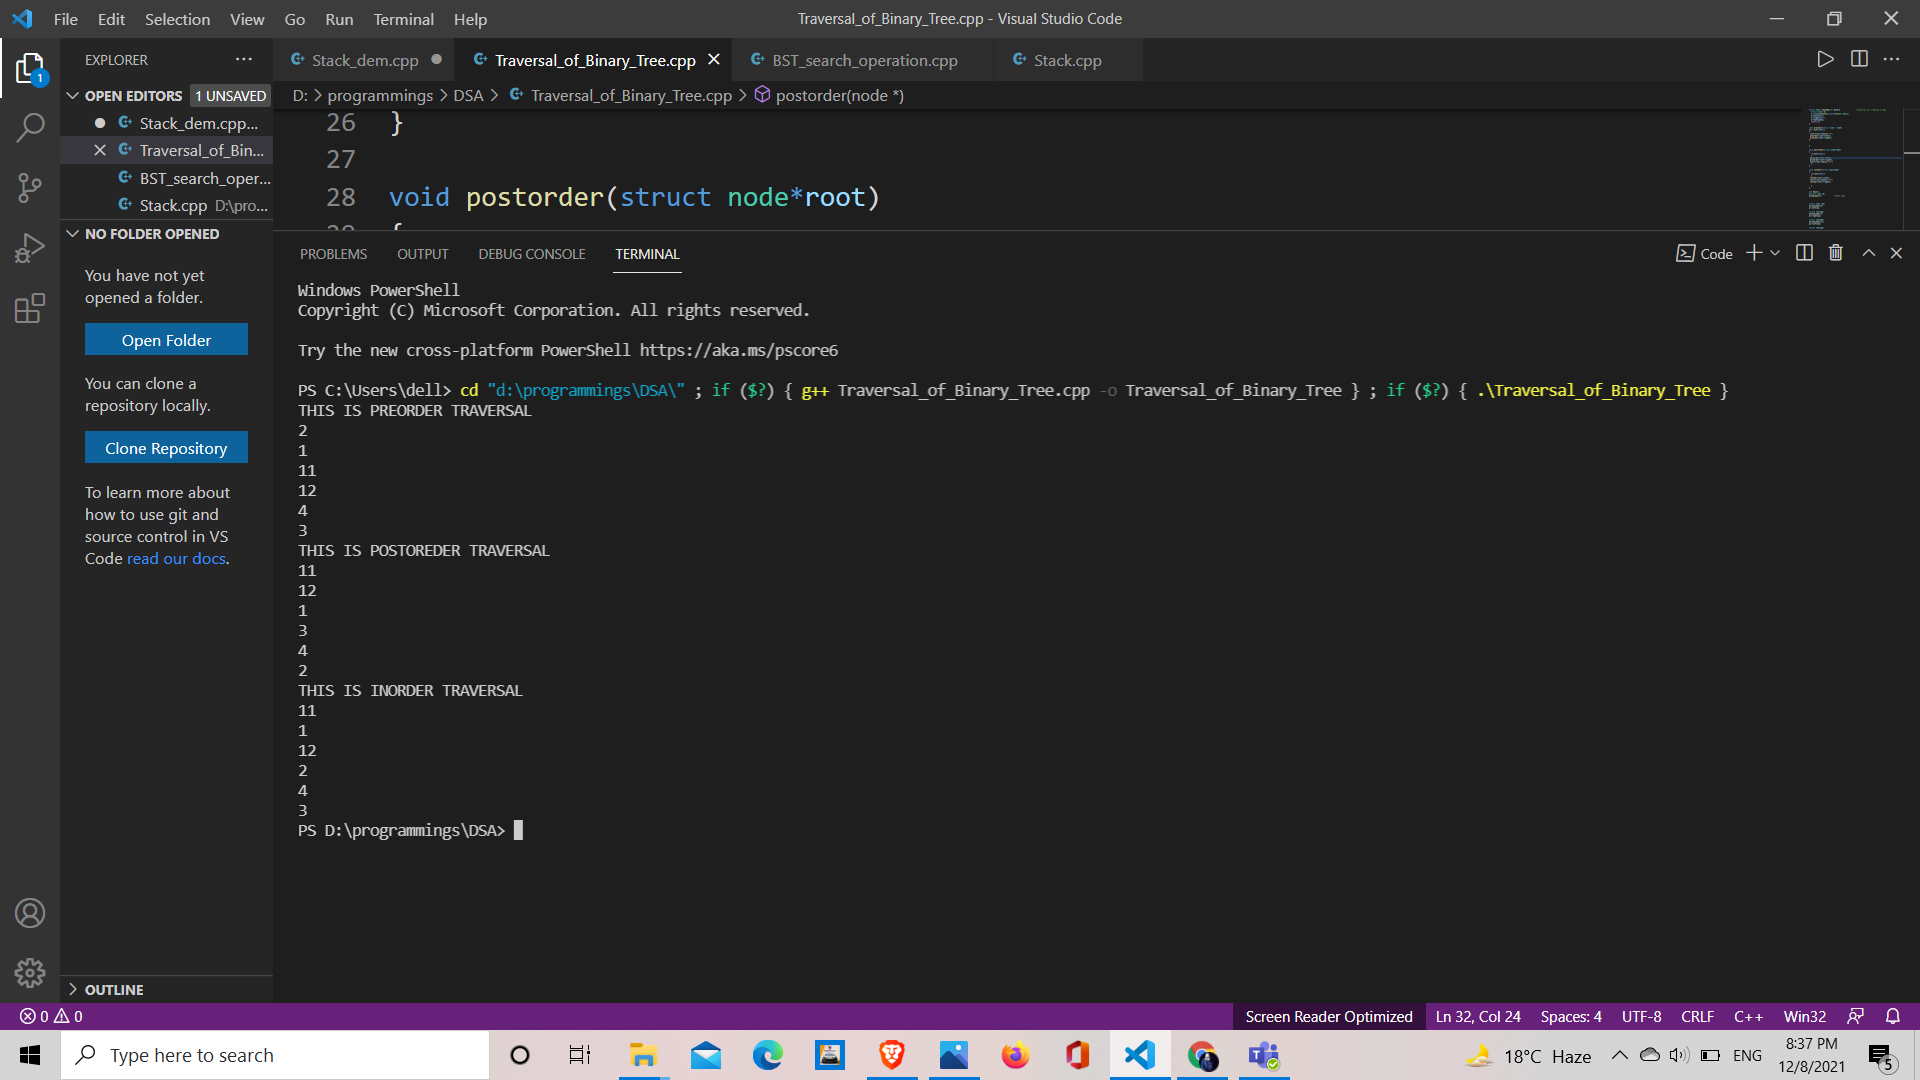 File Edit Selection View Go Run Terminal Help
Traversal_of_Binary_Tree.cpp - Visual Studio Code
EXPLORER
Stack_dem.cpp
Traversal_of_Binary_Tree.cpp
BST_search_operation.cpp
Stack.cpp
OPEN EDITORS 1 UNSAVED
Stack_dem.cpp...
Traversal_of_Bin...
BST_search_oper...
Stack.cpp D:\pro...
NO FOLDER OPENED
You have not yet
opened a folder.
Open Folder
You can clone a
repository locally.
Clone Repository
To learn more about
how to use git and
source control in VS
Code read our docs.
OUTLINE
D: > programmings > DSA > Traversal_of_Binary_Tree.cpp > postorder(node *)
26 }
27
28 void postorder(struct node*root)
PROBLEMS OUTPUT DEBUG CONSOLE TERMINAL
Code
Windows PowerShell
Copyright (C) Microsoft Corporation. All rights reserved.
Try the new cross-platform PowerShell https://aka.ms/pscore6
PS C:\Users\dell> cd "d:\programmings\DSA\" ; if ($?) { g++ Traversal_of_Binary_Tree.cpp -o Traversal_of_Binary_Tree } ; if ($?) { .\Traversal_of_Binary_Tree }
THIS IS PREORDER TRAVERSAL
2
1
11
12
4
3
THIS IS POSTOREDER TRAVERSAL
11
12
1
3
4
2
THIS IS INORDER TRAVERSAL
11
1
12
2
4
3
PS D:\programmings\DSA>
0 0
Screen Reader Optimized Ln 32, Col 24 Spaces: 4 UTF-8 CRLF C++ Win32
Type here to search
18°C Haze
ENG
8:37 PM
12/8/2021
5
1